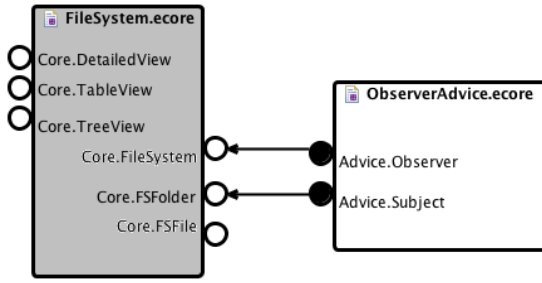 FileSystem.ecore
Core.DetailedView
Core.TableView
Core.TreeView
Core.FileSystem
Core.FSFolder
Core.FSFile
ObserverAdvice.ecore
Advice.Observer
Advice.Subject